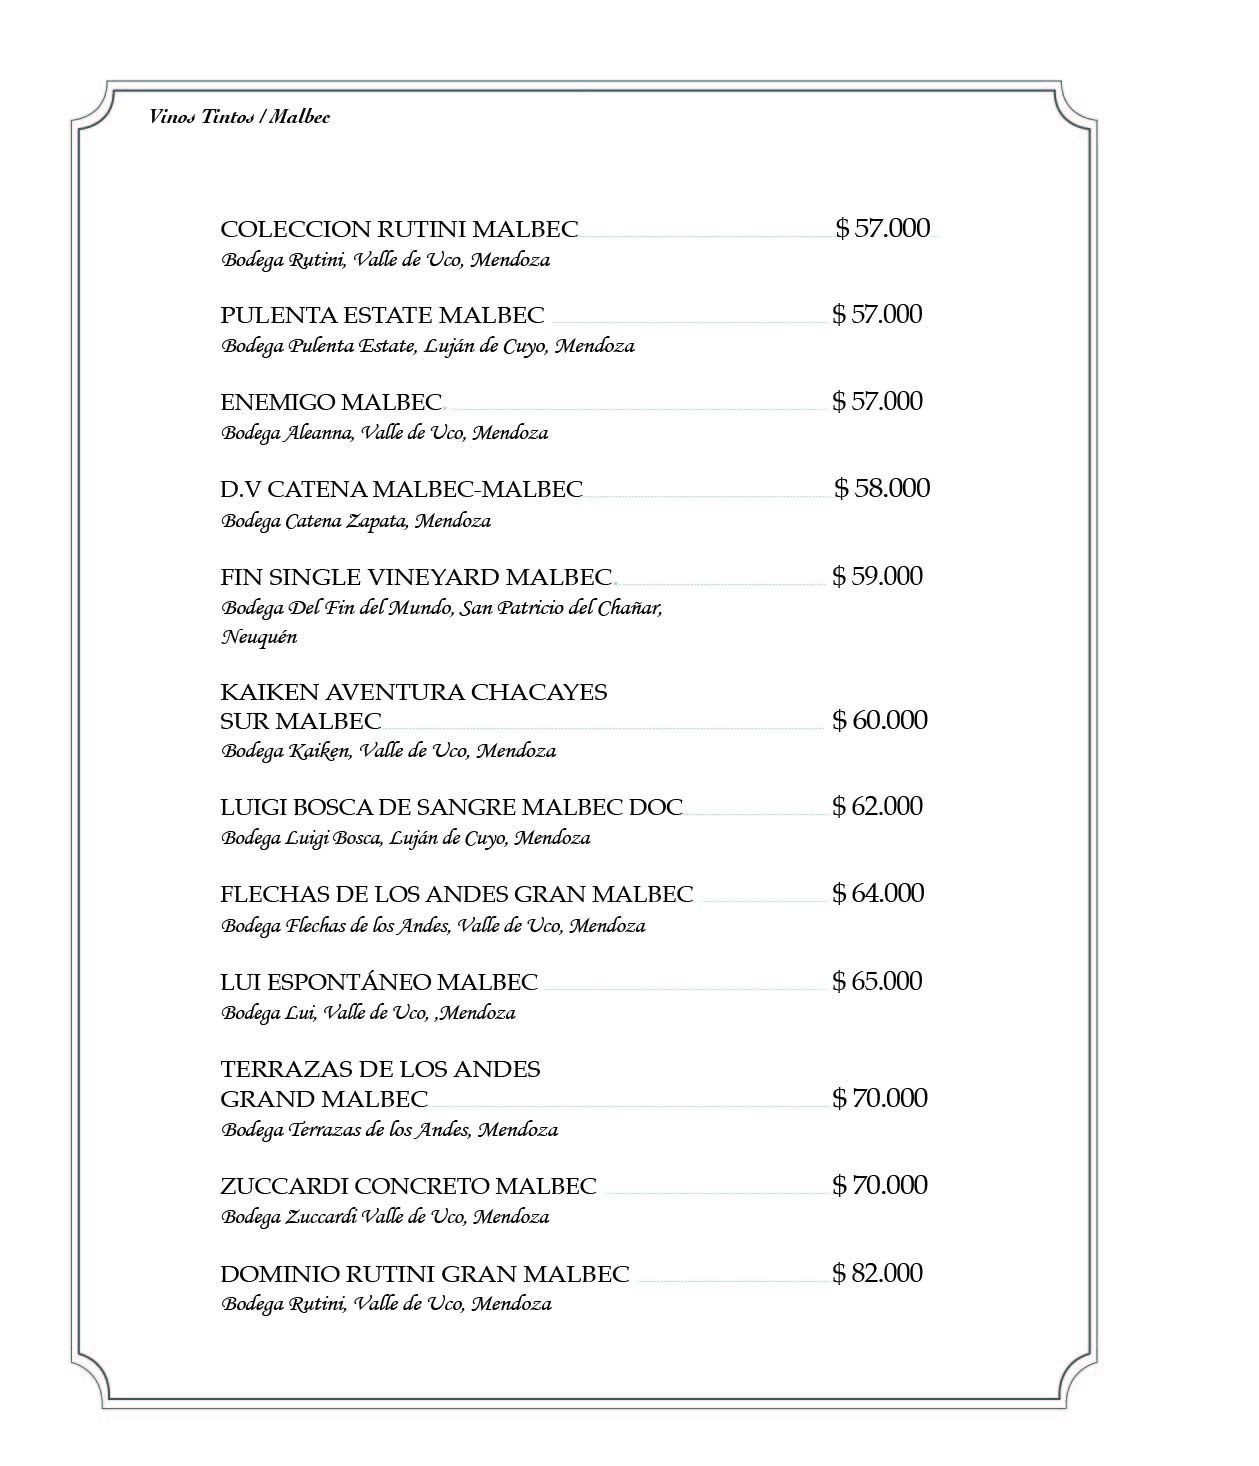 Vinos Tintos / Malbec
COLECCION RUTINI MALBEC $ 57.000
Bodega Rutini, Valle de Uco, Mendoza
PULENTA ESTATE MALBEC $ 57.000
Bodega Pulenta Estate, Luján de Cuyo, Mendoza
ENEMIGO MALBEC. $ 57.000
Bodega Aleanna, Valle de Uco, Mendoza
D.V CATENA MALBEC-MALBEC $ 58.000
Bodega Catena Zapata, Mendoza
FIN SINGLE VINEYARD MALBEC. $ 59.000
Bodega Del Fin del Mundo, San Patricio del Chañar,
Neuquén
KAIKEN AVENTURA CHACAYES
SUR MALBEC $ 60.000
Bodega Kaiken, Valle de Uco, Mendoza
LUIGI BOSCA DE SANGRE MALBEC DOC $ 62.000
Bodega Luigi Bosca, Luján de Cuyo, Mendoza
FLECHAS DE LOS ANDES GRAN MALBEC $ 64.000
Bodega Flechas de los Andes, Valle de Uco, Mendoza
LUI ESPONTÁNEO MALBEC $ 65.000
Bodega Lui, Valle de Uco, ,Mendoza
TERRAZAS DE LOS ANDES
GRAND MALBEC $ 70.000
Bodega Terrazas de los Andes, Mendoza
ZUCCARDI CONCRETO MALBEC $ 70.000
Bodega Zuccardi Valle de Uco, Mendoza
DOMINIO RUTINI GRAN MALBEC $ 82.000
Bodega Rutini, Valle de Uco, Mendoza